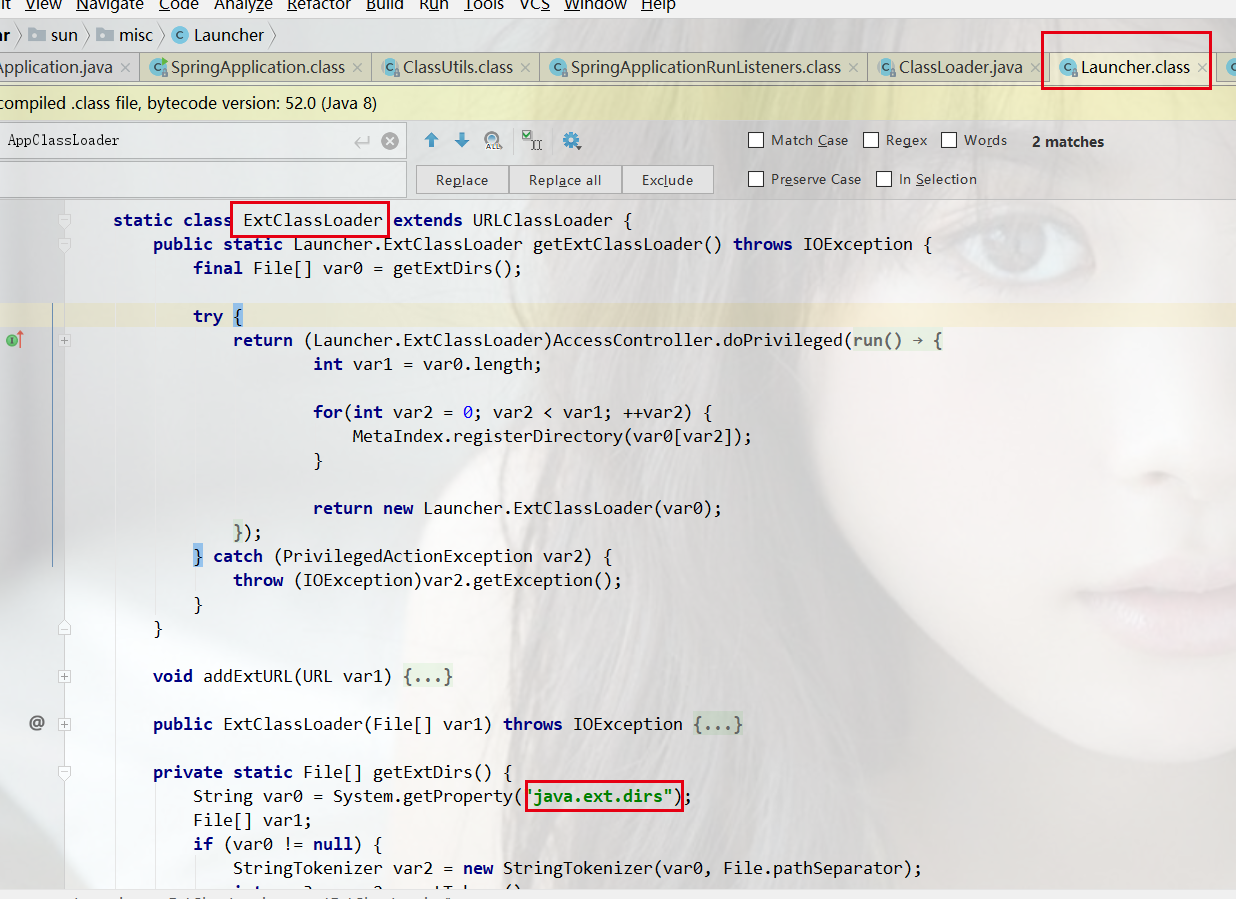 View Navigate Code Analyze Refactor Build Run Tools VCS Window Help
sun misc Launcher
Application.java SpringApplication.class ClassUtils.class SpringApplicationRunListeners.class ClassLoader.java Launcher.class
compiled .class file, bytecode version: 52.0 (Java 8)
AppClassLoader Match Case Regex Words 2 matches
Replace Replace all Exclude Preserve Case In Selection
static class ExtClassLoader extends URLClassLoader {
public static Launcher.ExtClassLoader getExtClassLoader() throws IOException {
final File[] var0 = getExtDirs();
try {
return (Launcher.ExtClassLoader)AccessController.doPrivileged(run() → {
int var1 = var0.length;
for(int var2 = 0; var2 < var1; ++var2) {
MetaIndex.registerDirectory(var0[var2]);
}
return new Launcher.ExtClassLoader(var0);
});
} catch (PrivilegedActionException var2) {
throw (IOException)var2.getException();
}
}
void addExtURL(URL var1) {...}
public ExtClassLoader(File[] var1) throws IOException {...}
private static File[] getExtDirs() {
String var0 = System.getProperty("java.ext.dirs");
File[] var1;
if (var0 != null) {
StringTokenizer var2 = new StringTokenizer(var0, File.pathSeparator);